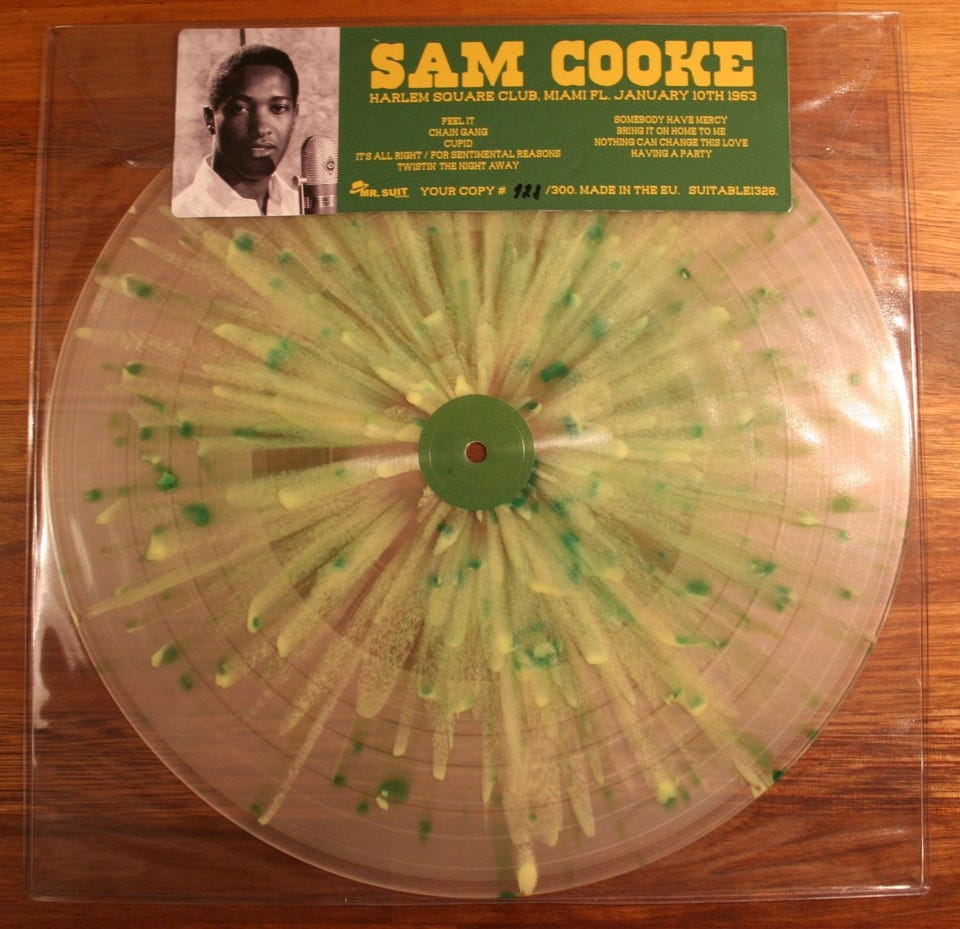 SAM COOKE
HARLEM SQUARE CLUB, MIAMI FL. JANUARY 10TH 1963
FEEL IT
CHAIN GANG
CUPID
IT'S ALL RIGHT / FOR SENTIMENTAL REASONS
TWISTIN' THE NIGHT AWAY
SOMEBODY HAVE MERCY
BRING IT ON HOME TO ME
NOTHING CAN CHANGE THIS LOVE
HAVING A PARTY
MR. SUIT YOUR COPY # /300. MADE IN THE EU. SUITABLE1328.